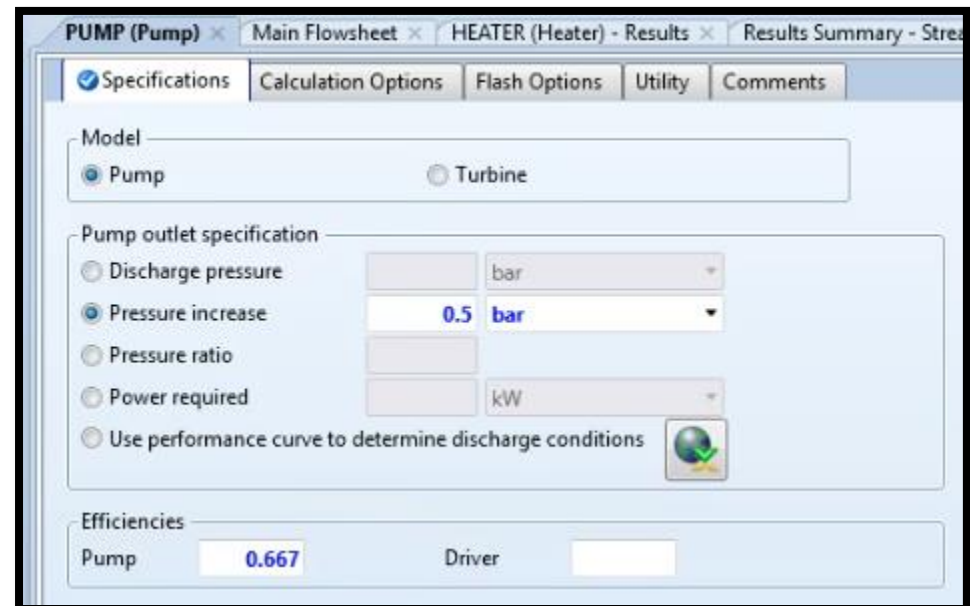 PUMP (Pump) Main Flowsheet HEATER (Heater) - Results Results Summary - Strea
Specifications Calculation Options Flash Options Utility Comments
Model
Pump Turbine
Pump outlet specification
Discharge pressure bar
Pressure increase 0.5 bar
Pressure ratio
Power required kW
Use performance curve to determine discharge conditions
Efficiencies
Pump 0.667 Driver